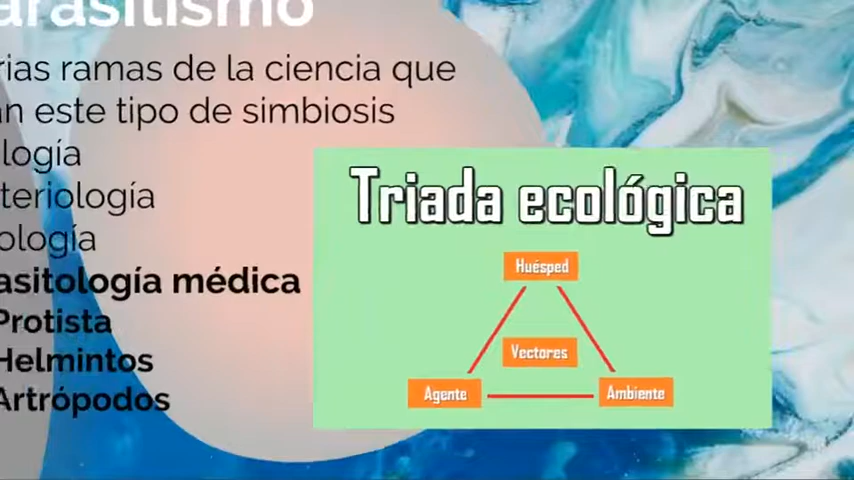 arasitismo
rias ramas de la ciencia que
an este tipo de simbiosis
logía
teriología
ología
asitología médica
Protista
Helmintos
Artrópodos
Triada ecológica
Huésped
Vectores
Agente
Ambiente